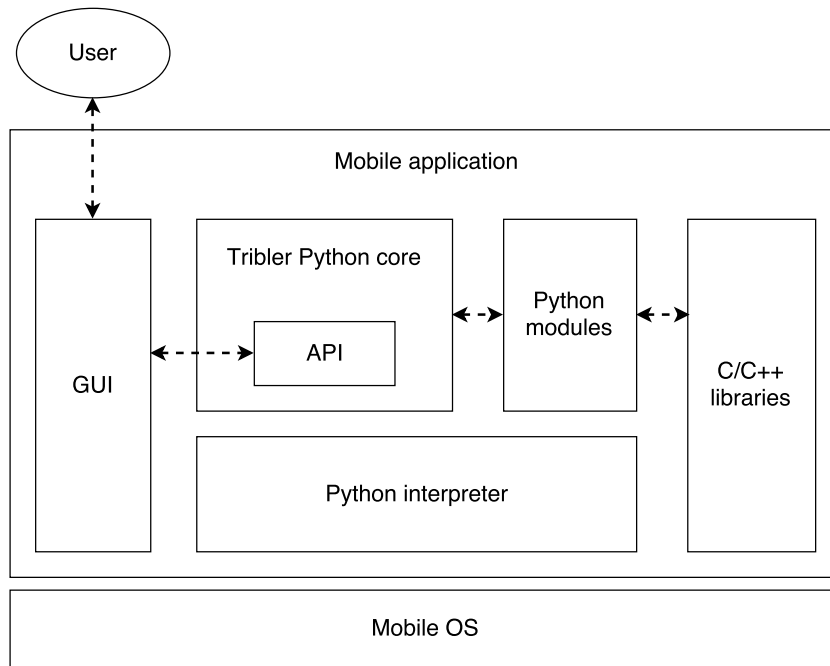 User
Mobile application
Tribler Python core
API
GUI
Python
modules
C/C++
libraries
Python interpreter
Mobile OS